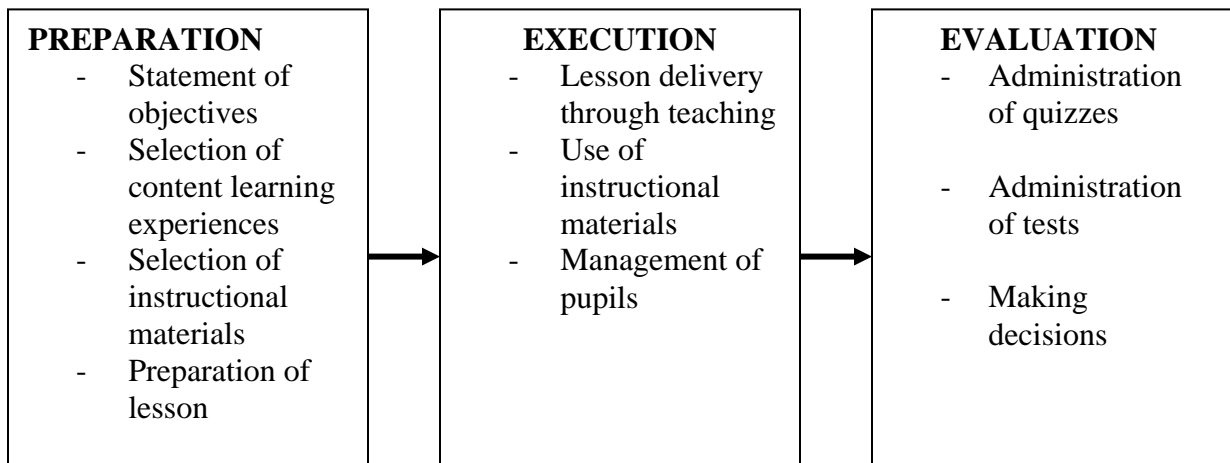 PREPARATION
- Statement of
objectives
- Selection of
content learning
experiences
- Selection of
instructional
materials
- Preparation of
lesson
EXECUTION
- Lesson delivery
through teaching
- Use of
instructional
materials
- Management of
pupils
EVALUATION
- Administration
of quizzes
- Administration
of tests
- Making
decisions